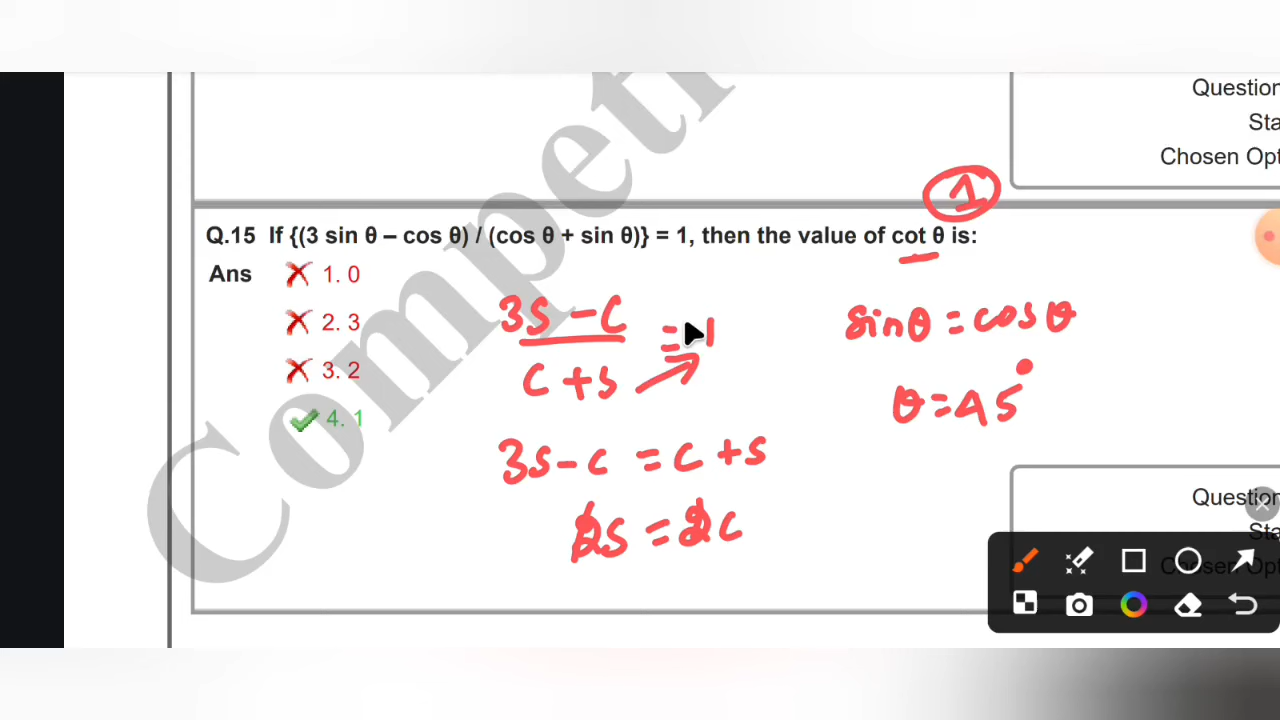 Question
Sta
Chosen Opt
Compet
1
Q.15 If {(3 sin θ – cos θ) / (cos θ + sin θ)} = 1, then the value of cot θ is:
Ans
1. 0
2. 3
3. 2
4. 1
3S - C
C + S
= 1
3S - C = C + S
2S = 2C
sinθ = cosθ
θ = 45°
Question
Sta
Chosen Opt